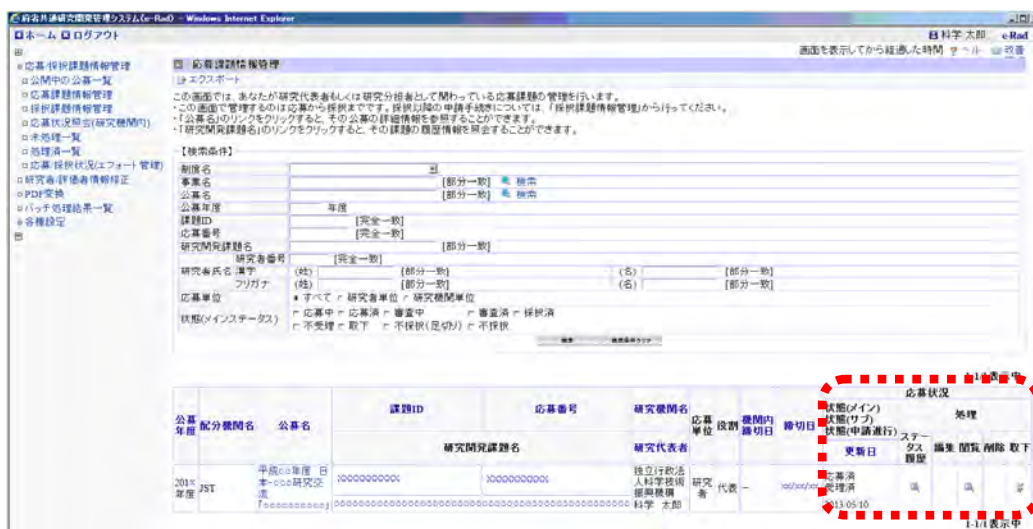 府省共通研究開発管理システム(e-Rad) - Windows Internet Explorer
ホーム ログアウト 科学 太郎 e-Rad
画面を表示してから経過した時間 ヘルプ 改善
応募/採択課題情報管理
公開中の公募一覧
応募課題情報管理
採択課題情報管理
応募状況照会(研究機関内)
未処理一覧
処理済一覧
応募/採択状況(エフォート管理)
研究者/評価者情報修正
PDF変換
バッチ処理結果一覧
各種設定
応募課題情報管理
エクスポート
この画面では、あなたが研究代表者もしくは研究分担者として関わっている応募課題の管理を行います。
・この画面で管理するのは応募から採択までです。採択以降の申請手続きについては、「採択課題情報管理」から行ってください。
・「公募名」のリンクをクリックすると、その公募の詳細情報を参照することができます。
・「研究開発課題名」のリンクをクリックすると、その課題の履歴情報を照会することができます。
【検索条件】
制度名
事業名 [部分一致] 検索
公募名 [部分一致] 検索
公募年度 年度
課題ID [完全一致]
応募番号 [完全一致]
研究開発課題名 [部分一致]
研究者番号 [完全一致]
研究者氏名 漢字 (姓) [部分一致] (名) [部分一致]
フリガナ (姓) [部分一致] (名) [部分一致]
応募単位 すべて 研究者単位 研究機関単位
状態(メインステータス) 応募中 応募済 審査中 審査済 採択済
不受理 取下 不採択(足切り) 不採択
検索 検索条件クリア
1-1/1表示中
公募年度 配分機関名 公募名 課題ID 応募番号 研究機関名 応募単位 役割 機関内締切日 締切日 応募状況
研究開発課題名 研究代表者
状態(メイン)
状態(サブ)
状態(申請進行)
処理
更新日 ステータス履歴 編集 閲覧 削除 取下
201×年度 JST 平成○○年度 日本-○○○研究交流 XXXXXXXXXX XXXXXXXXXX 独立行政法人科学技術振興機構 研究者 代表 - xx/xx/xx 応募済
受理済
科学 太郎
2013/05/10
1-1/1表示中